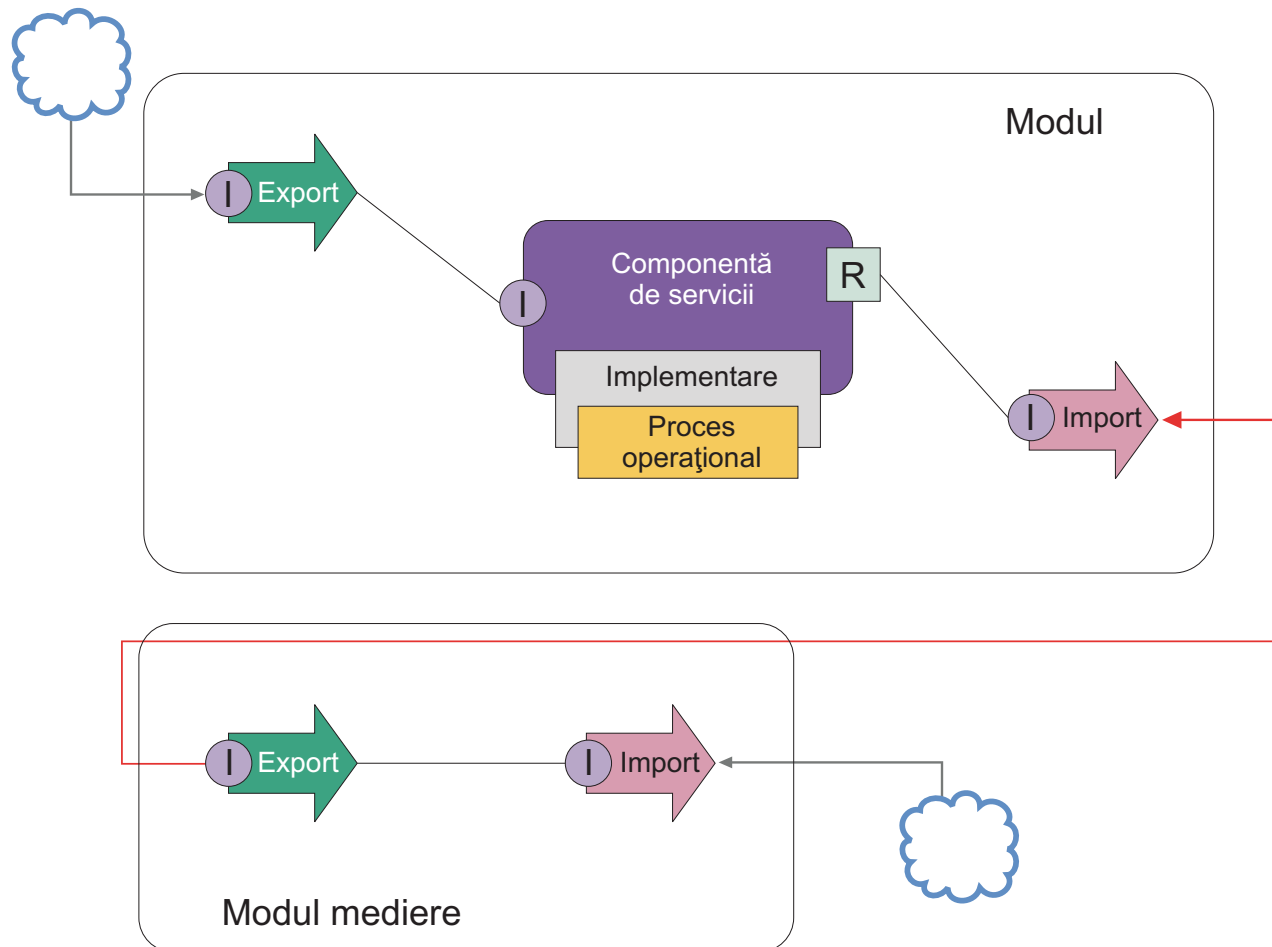 Modul
I Export
Componentă
de servicii
R
I
Implementare
I Import
Proces
operaţional
I Export
I Import
Modul mediere